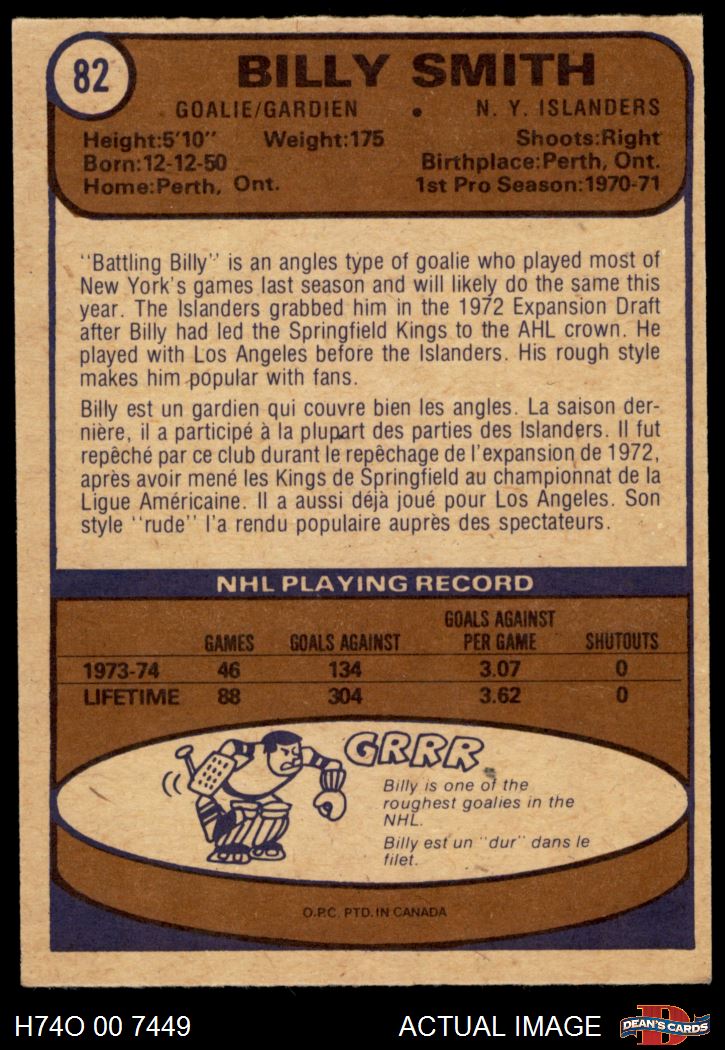 82
BILLY SMITH
GOALIE/GARDIEN • N. Y. ISLANDERS
Height:5'10" Weight:175 Shoots:Right
Born:12-12-50 Birthplace:Perth, Ont.
Home:Perth, Ont. 1st Pro Season:1970-71
"Battling Billy" is an angles type of goalie who played most of
New York's games last season and will likely do the same this
year. The Islanders grabbed him in the 1972 Expansion Draft
after Billy had led the Springfield Kings to the AHL crown. He
played with Los Angeles before the Islanders. His rough style
makes him popular with fans.
Billy est un gardien qui couvre bien les angles. La saison der-
nière, il a participé à la plupart des parties des Islanders. Il fut
repêché par ce club durant le repêchage de l'expansion de 1972,
après avoir mené les Kings de Springfield au championnat de la
Ligue Américaine. Il a aussi déjà joué pour Los Angeles. Son
style "rude" l'a rendu populaire auprès des spectateurs.
NHL PLAYING RECORD
GAMES GOALS AGAINST GOALS AGAINST PER GAME SHUTOUTS
1973-74 46 134 3.07 0
LIFETIME 88 304 3.62 0
GRRR
Billy is one of the
roughest goalies in the
NHL.
Billy est un "dur" dans le
filet.
O.P.C. PTD. IN CANADA
H74O 00 7449 ACTUAL IMAGE
D
DEAN'S CARDS